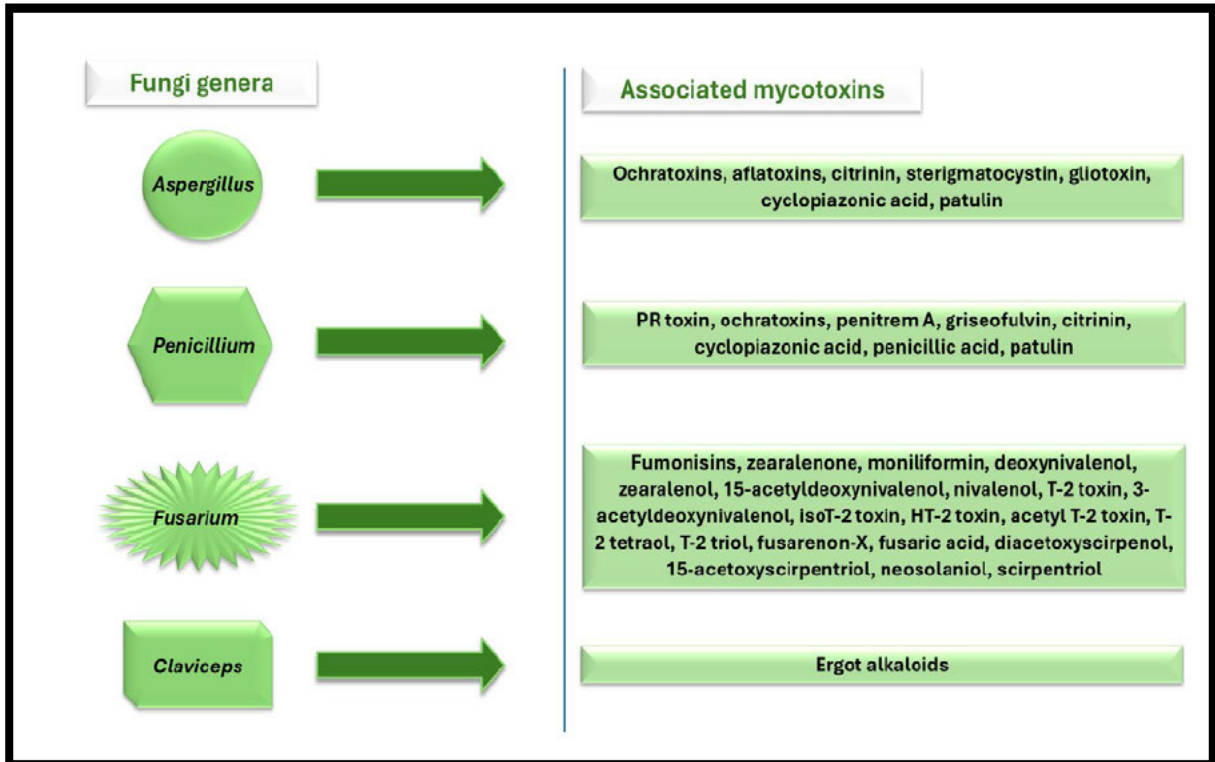 Fungi genera
Associated mycotoxins
Aspergillus
Ochratoxins, aflatoxins, citrinin, sterigmatocystin, gliotoxin,
cyclopiazonic acid, patulin
Penicillium
PR toxin, ochratoxins, penitrem A, griseofulvin, citrinin,
cyclopiazonic acid, penicillic acid, patulin
Fusarium
Fumonisins, zearalenone, moniliformin, deoxynivalenol,
zearalenol, 15-acetyldeoxynivalenol, nivalenol, T-2 toxin, 3-
acetyldeoxynivalenol, isoT-2 toxin, HT-2 toxin, acetyl T-2 toxin, T-
2 tetraol, T-2 triol, fusarenon-X, fusaric acid, diacetoxyscirpenol,
15-acetoxyscirpentriol, neosolaniol, scirpentriol
Claviceps
Ergot alkaloids